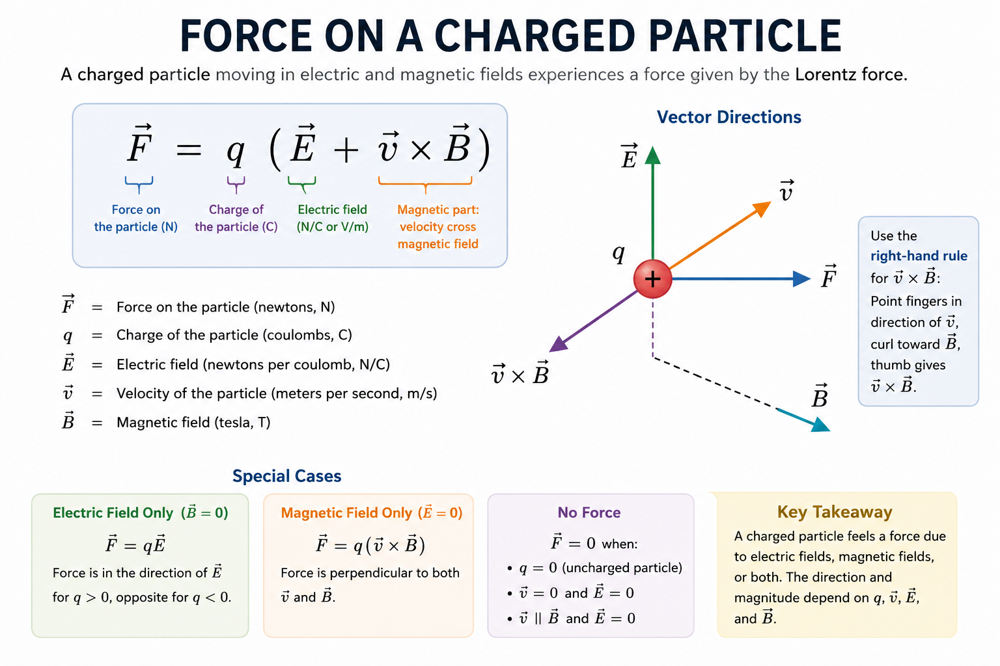 FORCE ON A CHARGED PARTICLE
A charged particle moving in electric and magnetic fields experiences a force given by the Lorentz force.
F⃗ = q (E⃗ + v⃗ × B⃗)
Force on
the particle (N)
Charge of
the particle (C)
Electric field
(N/C or V/m)
Magnetic part:
velocity cross
magnetic field
F⃗ = Force on the particle (newtons, N)
q = Charge of the particle (coulombs, C)
E⃗ = Electric field (newtons per coulomb, N/C)
v⃗ = Velocity of the particle (meters per second, m/s)
B⃗ = Magnetic field (tesla, T)
Vector Directions
E⃗
v⃗
q
+
F⃗
v⃗ × B⃗
B⃗
Use the
right-hand rule
for v⃗ × B⃗:
Point fingers in
direction of v⃗,
curl toward B⃗,
thumb gives
v⃗ × B⃗.
Special Cases
Electric Field Only (B⃗ = 0)
F⃗ = qE⃗
Force is in the direction of E⃗
for q > 0, opposite for q < 0.
Magnetic Field Only (E⃗ = 0)
F⃗ = q(v⃗ × B⃗)
Force is perpendicular to both
v⃗ and B⃗.
No Force
F⃗ = 0 when:
• q = 0 (uncharged particle)
• v⃗ = 0 and E⃗ = 0
• v⃗ || B⃗ and E⃗ = 0
Key Takeaway
A charged particle feels a force due
to electric fields, magnetic fields,
or both. The direction and
magnitude depend on q, v⃗, E⃗,
and B⃗.